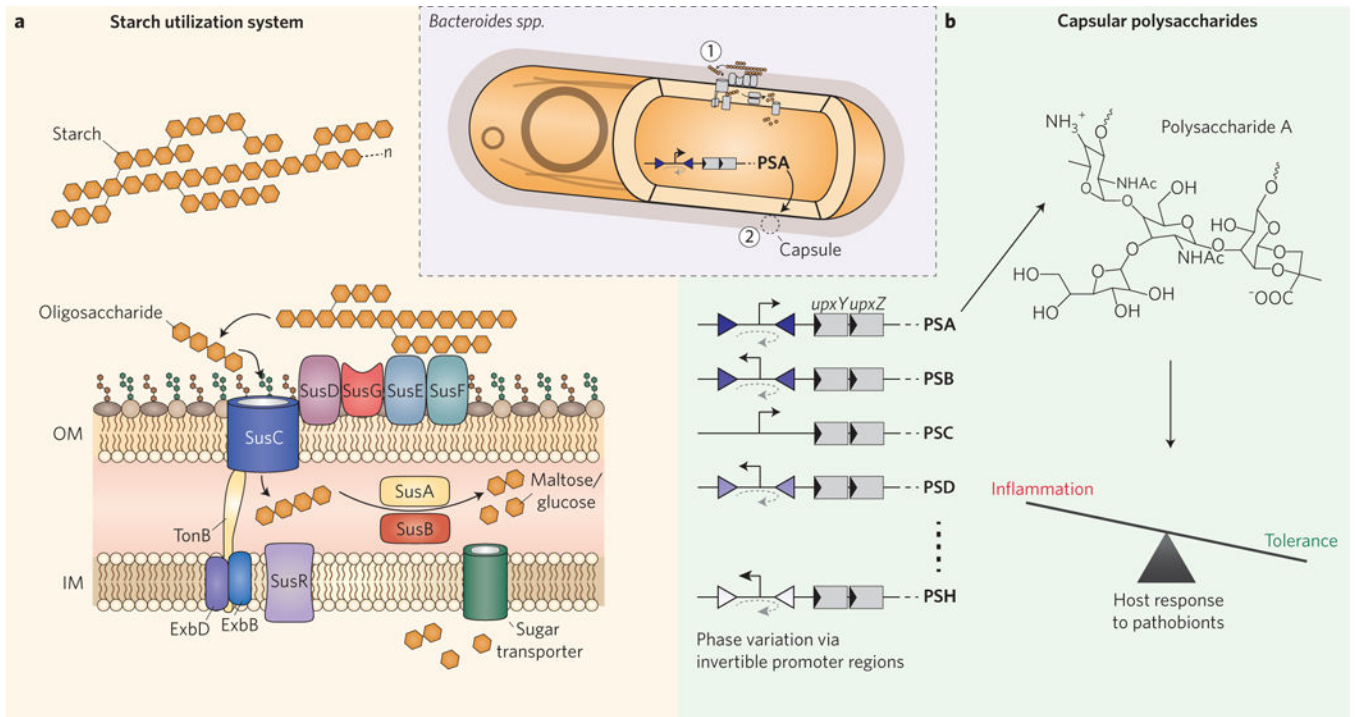 a
Starch utilization system
Starch
n
Oligosaccharide
SusD
SusG
SusE
SusF
OM
SusC
SusA
Maltose/
glucose
SusB
TonB
IM
SusR
ExbD
ExbB
Sugar
transporter
Bacteroides spp.
1
PSA
2
Capsule
b
Capsular polysaccharides
NH₃⁺
Polysaccharide A
O
O
O
NHAc
OH
O
O
HO
O
O
O
NHAc
O
O
HO
O
O
HO
OH
HO
OH
⁻OOC
upxY upxZ
PSA
PSB
PSC
PSD
PSH
Phase variation via
invertible promoter regions
Inflammation
Tolerance
Host response
to pathobionts